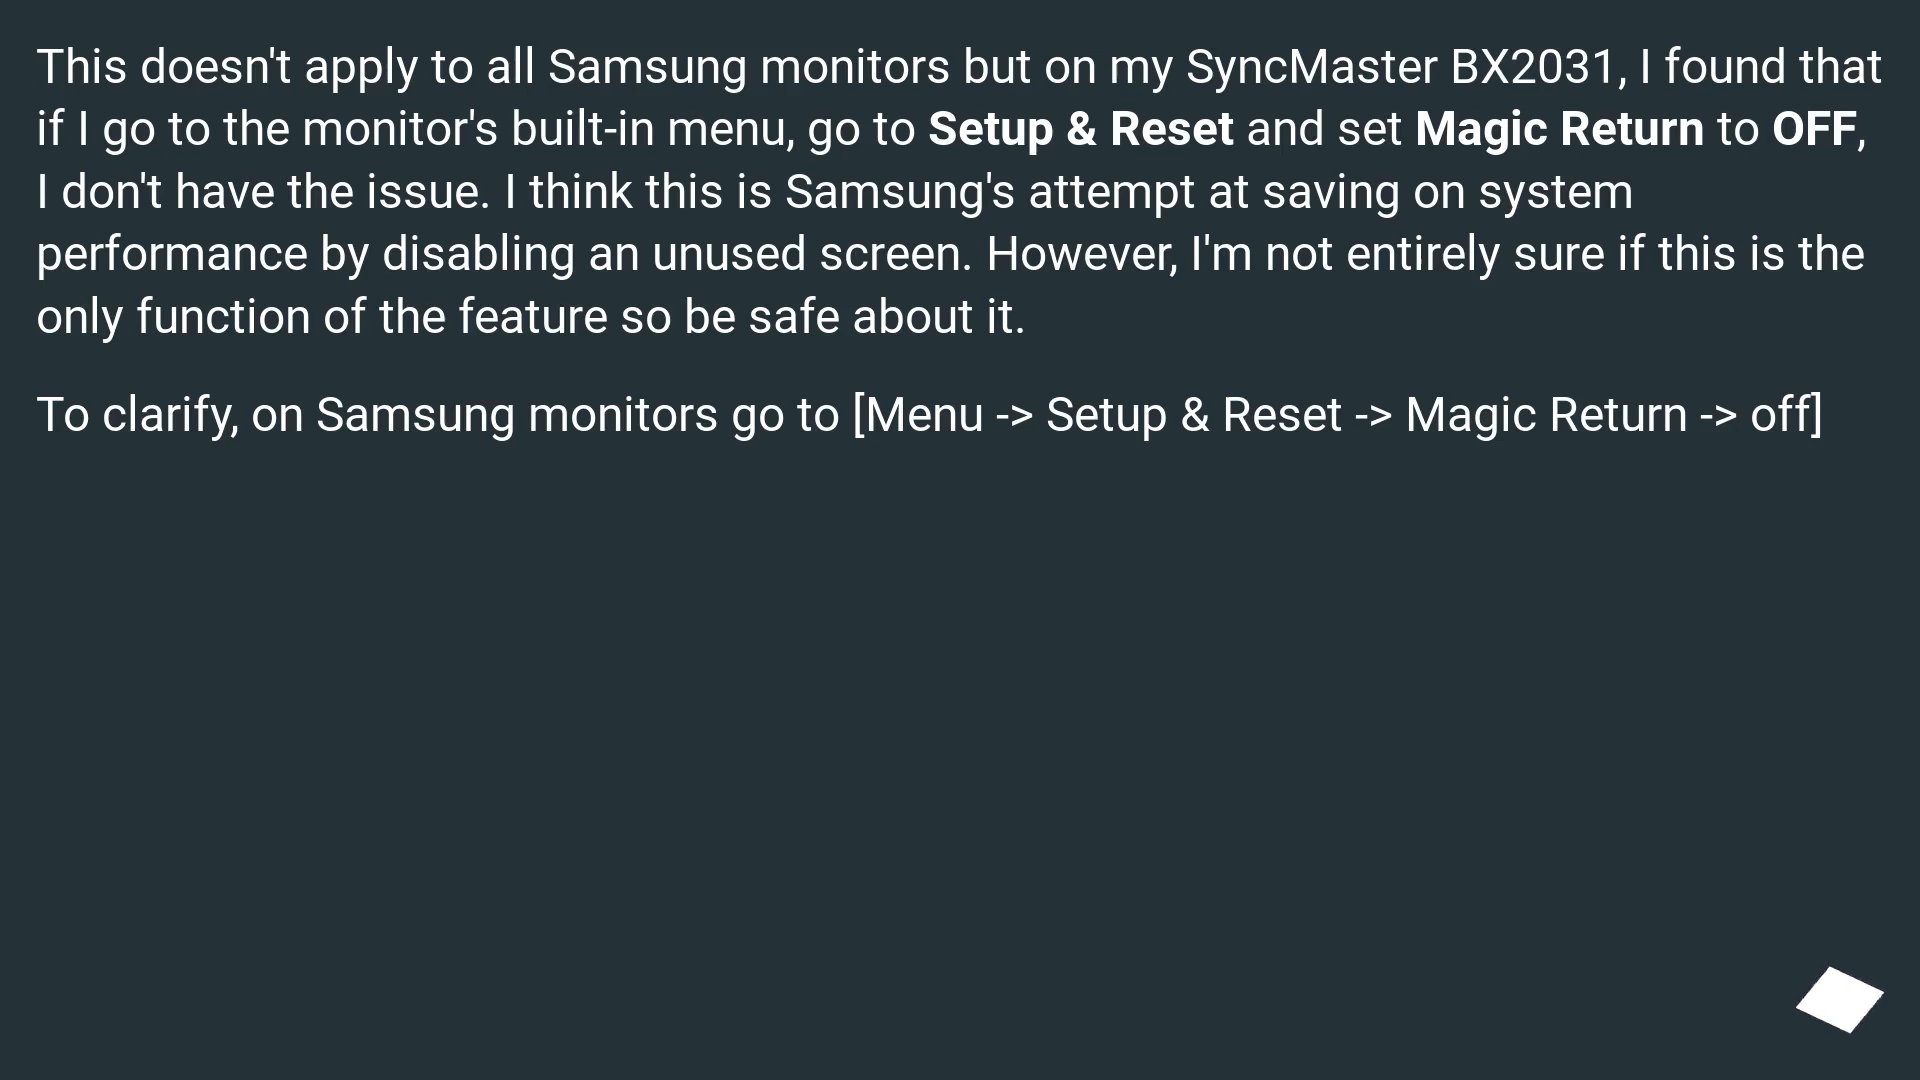 This doesn't apply to all Samsung monitors but on my SyncMaster BX2031, I found that
if I go to the monitor's built-in menu, go to Setup & Reset and set Magic Return to OFF,
I don't have the issue. I think this is Samsung's attempt at saving on system
performance by disabling an unused screen. However, I'm not entirely sure if this is the
only function of the feature so be safe about it.
To clarify, on Samsung monitors go to [Menu -> Setup & Reset -> Magic Return -> off]